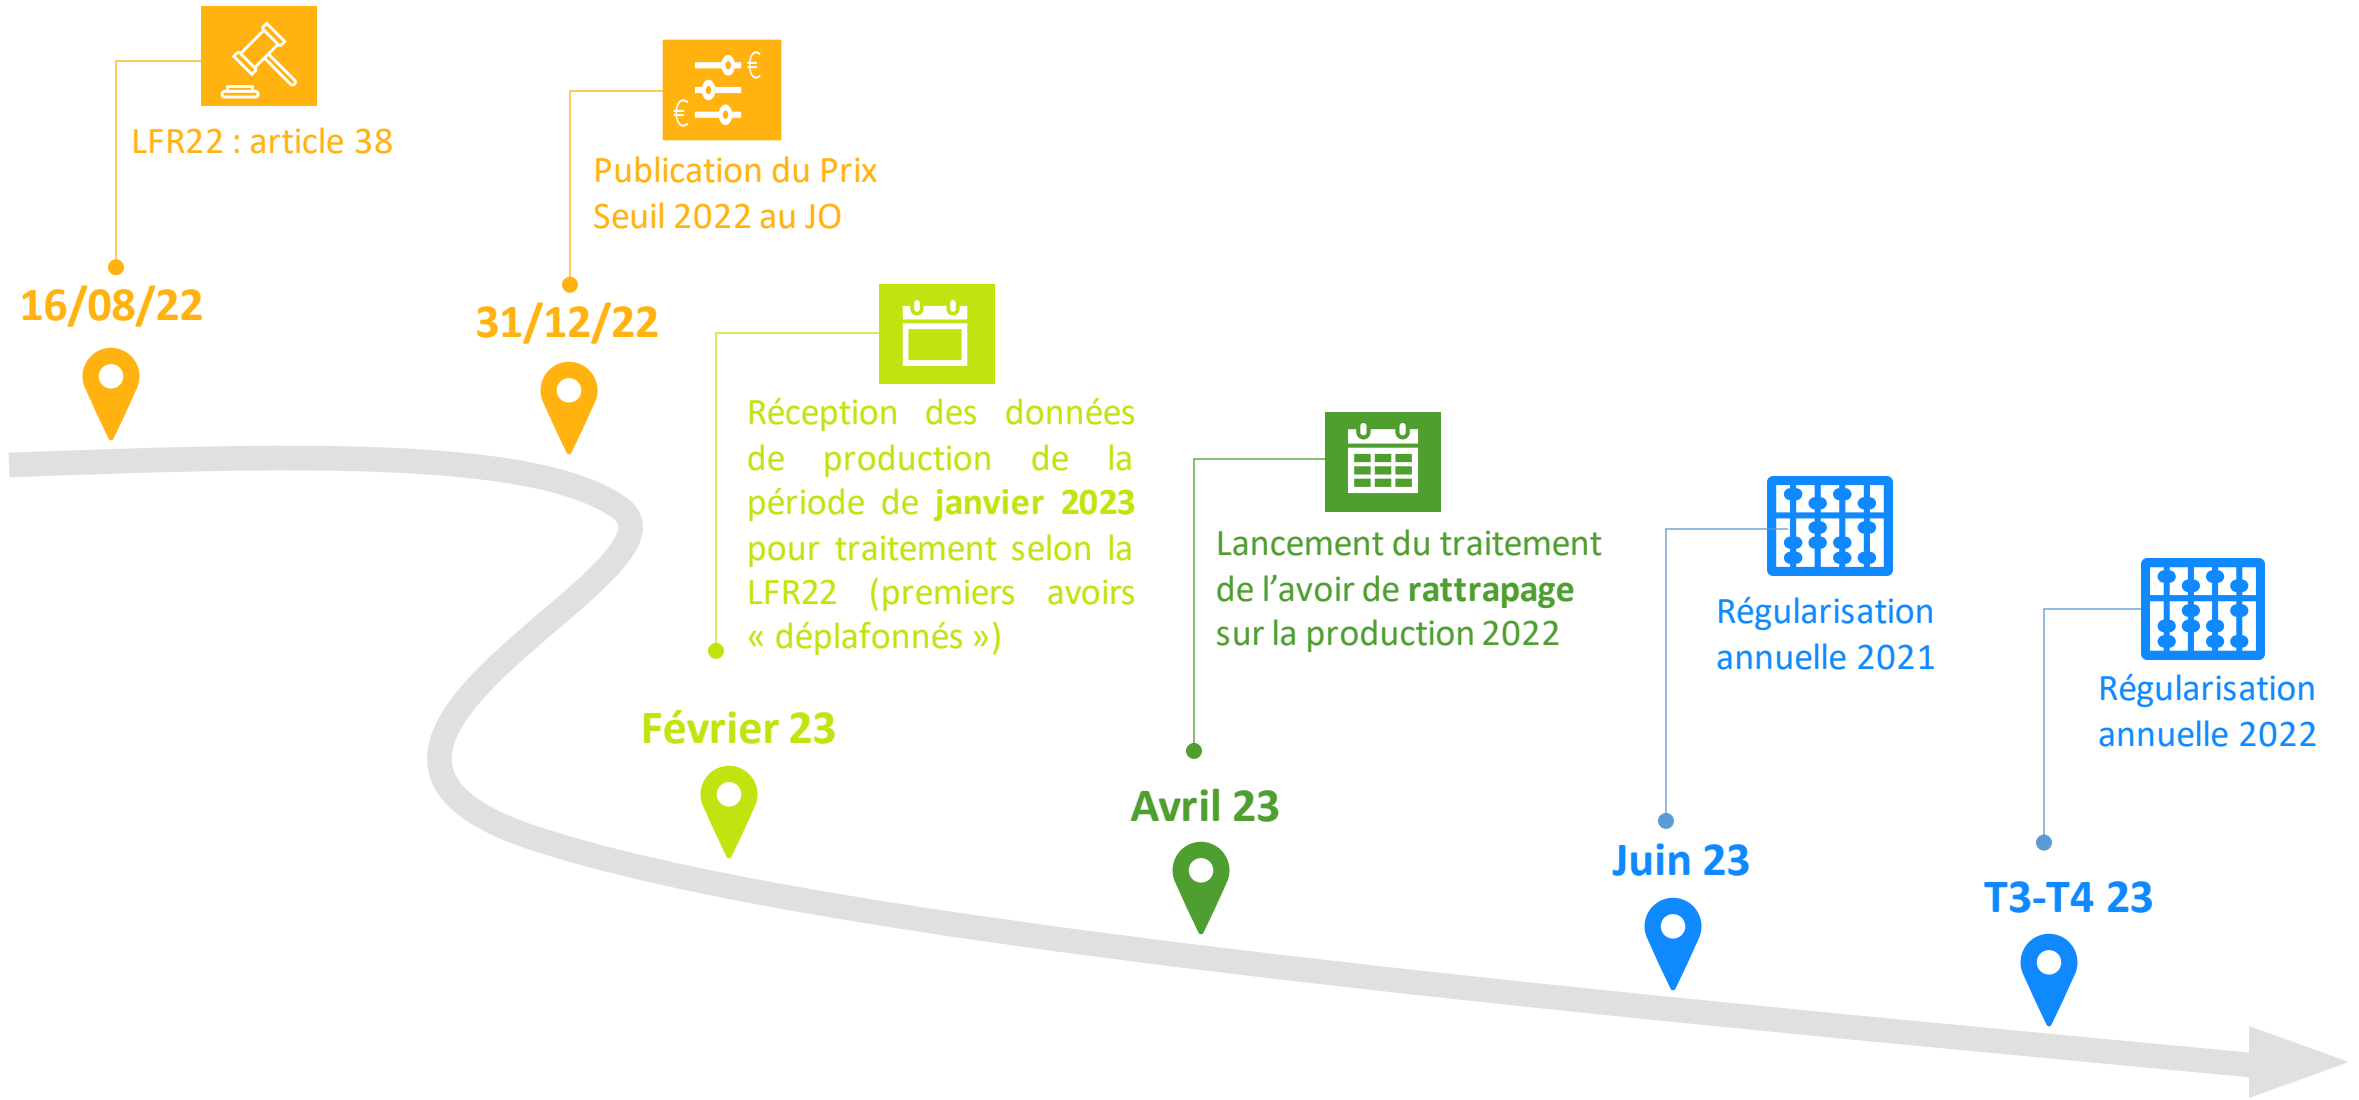 LFR22 : article 38
16/08/22
Publication du Prix
Seuil 2022 au JO
31/12/22
Réception des données
de production de la
période de janvier 2023
pour traitement selon la
LFR22 (premiers avoirs
« déplafonnés »)
Février 23
Lancement du traitement
de l’avoir de rattrapage
sur la production 2022
Avril 23
Régularisation
annuelle 2021
Juin 23
Régularisation
annuelle 2022
T3-T4 23